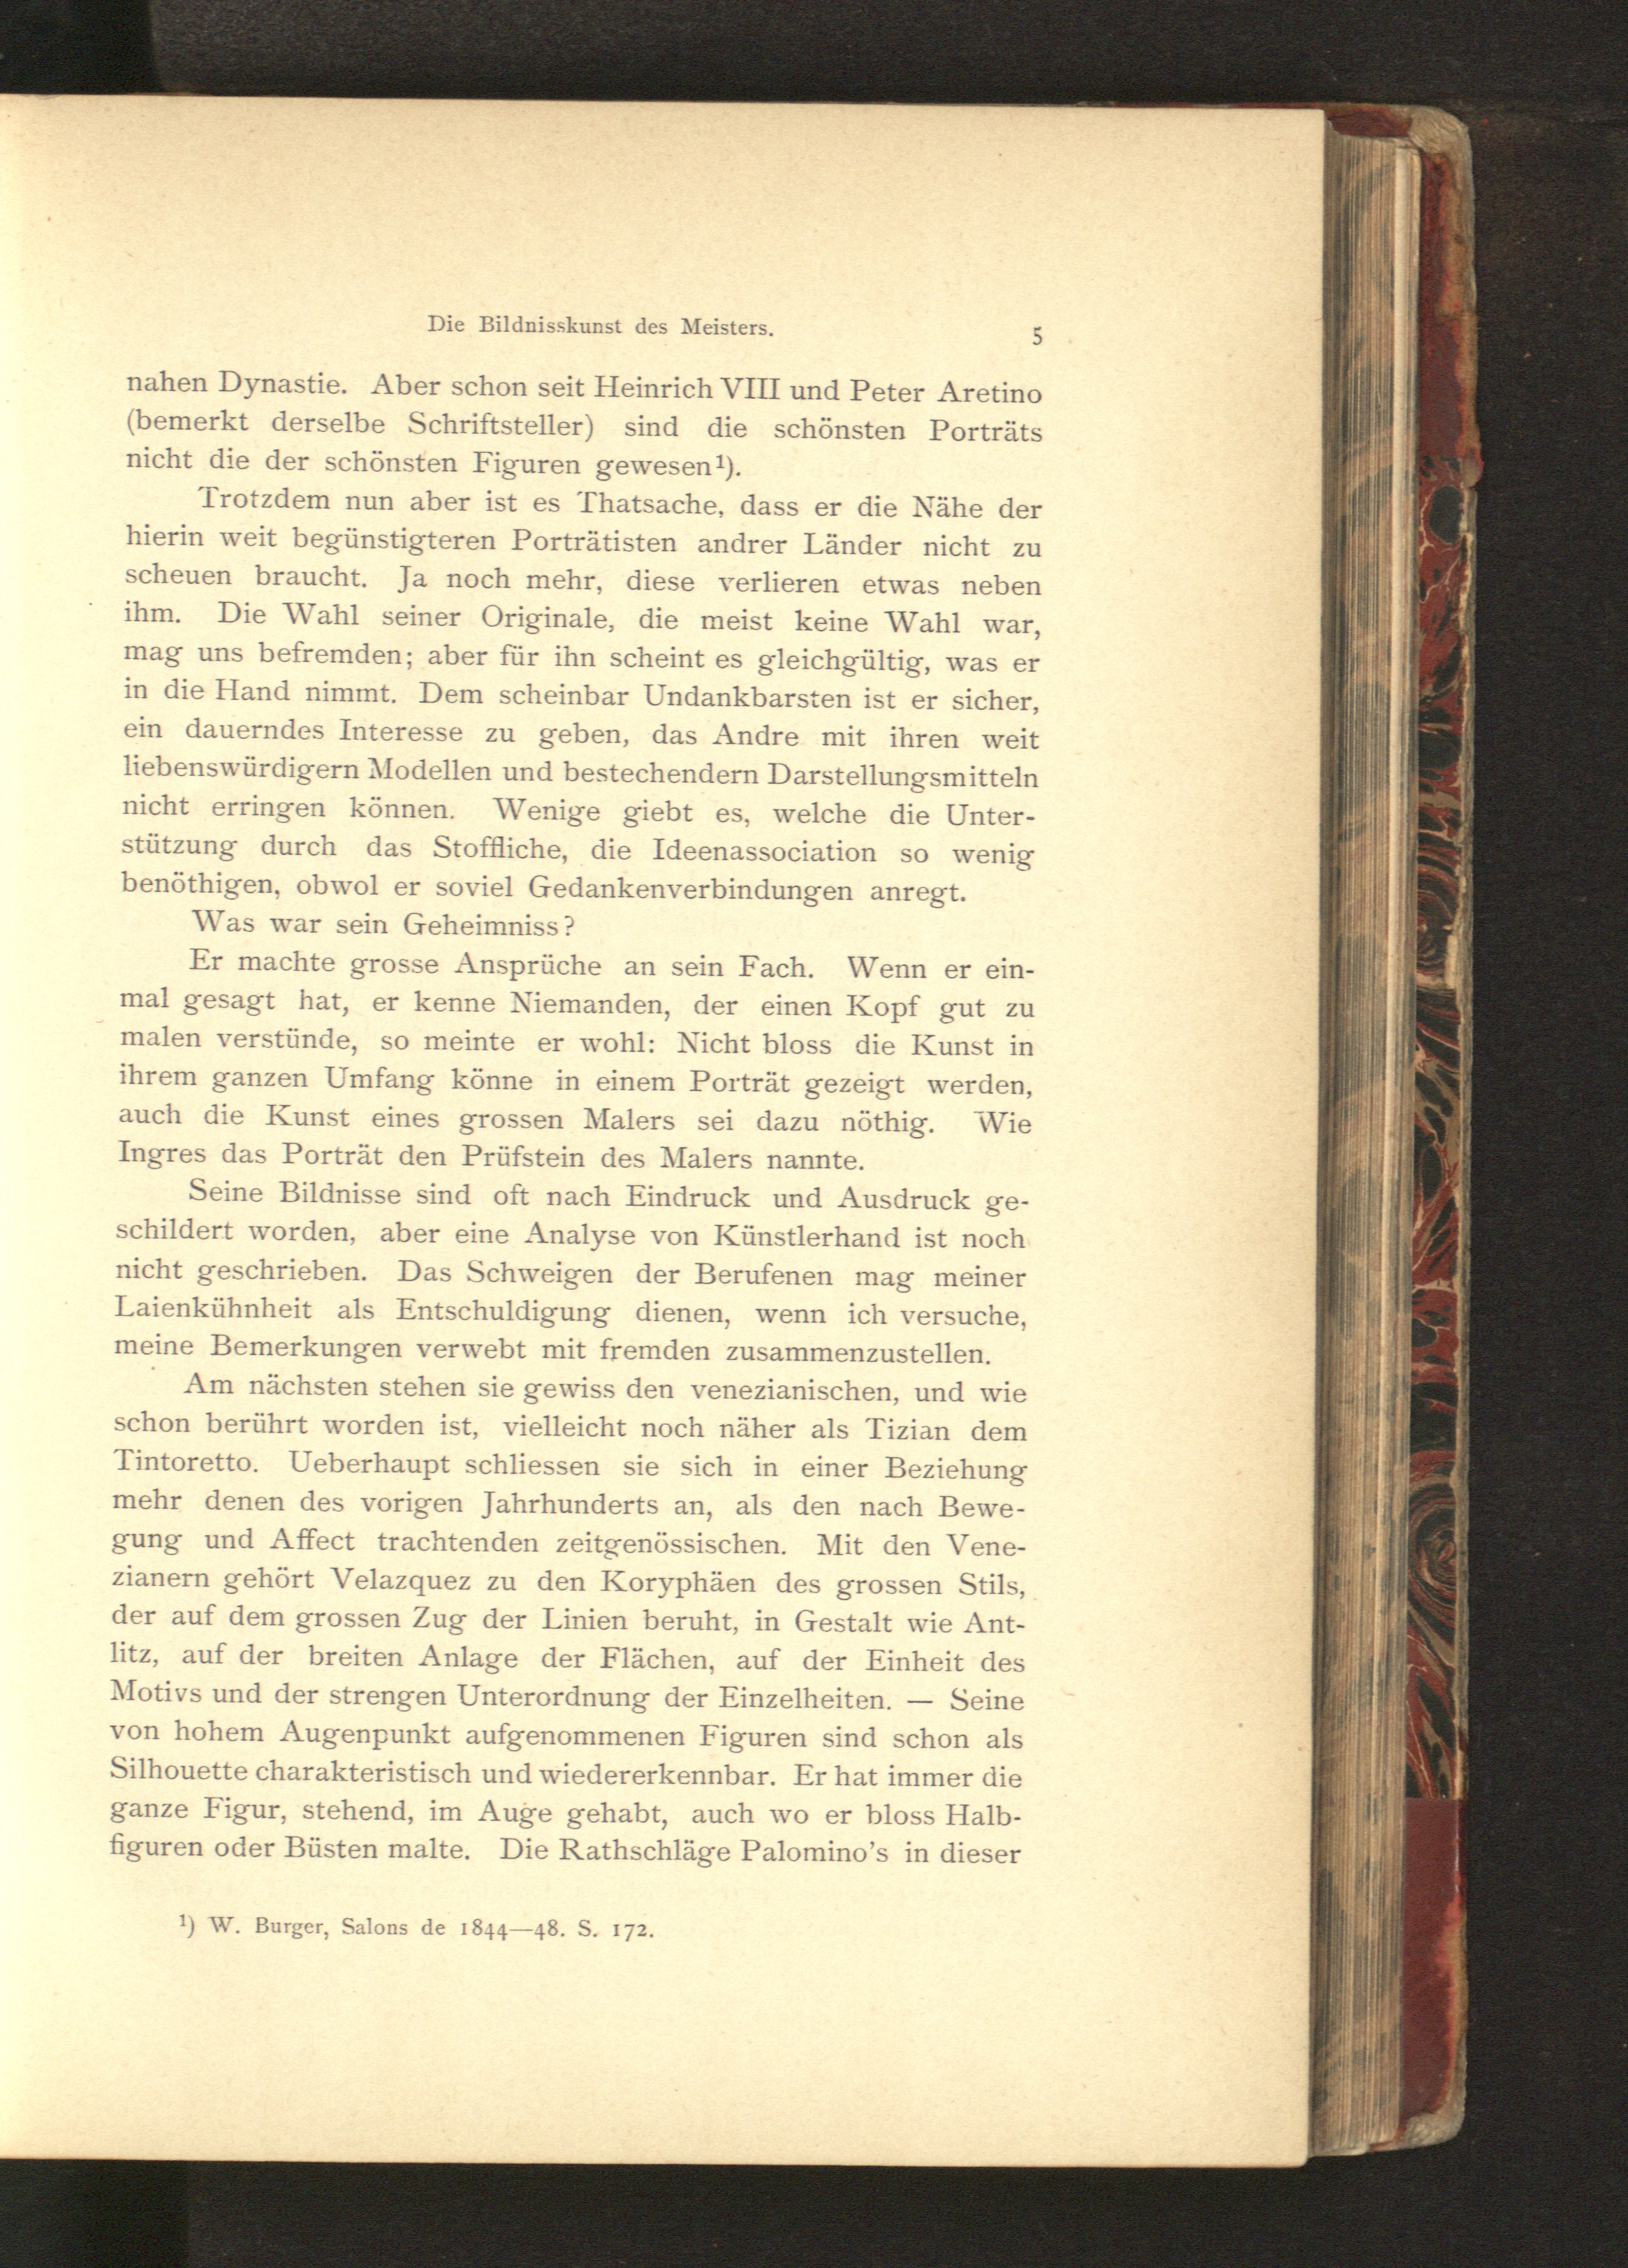 Die Bildnisskunst des Meisters. 5
nahen Dynastie. Aber schon seit Heinrich VIII und Peter Aretino
(bemerkt derselbe Schriftsteller) sind die schönsten Porträts
nicht die der schönsten Figuren gewesen¹).
Trotzdem nun aber ist es Thatsache, dass er die Nähe der
hierin weit begünstigteren Porträtisten andrer Länder nicht zu
scheuen braucht. Ja noch mehr, diese verlieren etwas neben
ihm. Die Wahl seiner Originale, die meist keine Wahl war,
mag uns befremden; aber für ihn scheint es gleichgültig, was er
in die Hand nimmt. Dem scheinbar Undankbarsten ist er sicher,
ein dauerndes Interesse zu geben, das Andre mit ihren weit
liebenswürdigern Modellen und bestechendern Darstellungsmitteln
nicht erringen können. Wenige giebt es, welche die Unter-
stützung durch das Stoffliche, die Ideenassociation so wenig
benöthigen, obwol er soviel Gedankenverbindungen anregt.
Was war sein Geheimniss?
Er machte grosse Ansprüche an sein Fach. Wenn er ein-
mal gesagt hat, er kenne Niemanden, der einen Kopf gut zu
malen verstünde, so meinte er wohl: Nicht bloss die Kunst in
ihrem ganzen Umfang könne in einem Porträt gezeigt werden,
auch die Kunst eines grossen Malers sei dazu nöthig. Wie
Ingres das Porträt den Prüfstein des Malers nannte.
Seine Bildnisse sind oft nach Eindruck und Ausdruck ge-
schildert worden, aber eine Analyse von Künstlerhand ist noch
nicht geschrieben. Das Schweigen der Berufenen mag meiner
Laienkühnheit als Entschuldigung dienen, wenn ich versuche,
meine Bemerkungen verwebt mit fremden zusammenzustellen.
Am nächsten stehen sie gewiss den venezianischen, und wie
schon berührt worden ist, vielleicht noch näher als Tizian dem
Tintoretto. Ueberhaupt schliessen sie sich in einer Beziehung
mehr denen des vorigen Jahrhunderts an, als den nach Bewe-
gung und Affect trachtenden zeitgenössischen. Mit den Vene-
zianern gehört Velazquez zu den Koryphäen des grossen Stils,
der auf dem grossen Zug der Linien beruht, in Gestalt wie Ant-
litz, auf der breiten Anlage der Flächen, auf der Einheit des
Motivs und der strengen Unterordnung der Einzelheiten. — Seine
von hohem Augenpunkt aufgenommenen Figuren sind schon als
Silhouette charakteristisch und wiedererkennbar. Er hat immer die
ganze Figur, stehend, im Auge gehabt, auch wo er bloss Halb-
figuren oder Büsten malte. Die Rathschläge Palomino's in dieser
¹) W. Burger, Salons de 1844—48. S. 172.